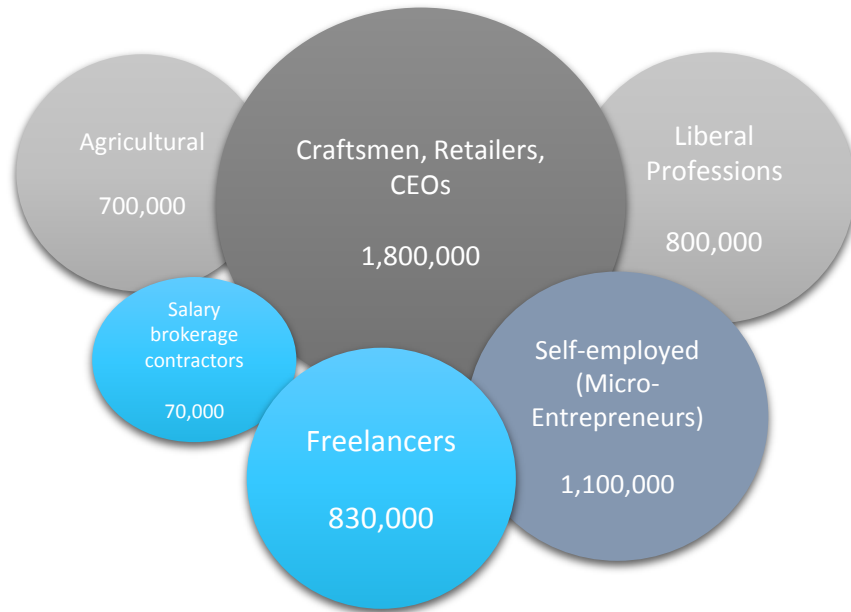 Agricultural
700,000
Craftsmen, Retailers,
CEOs
1,800,000
Liberal
Professions
800,000
Salary
brokerage
contractors
70,000
Freelancers
830,000
Self-employed
(Micro-
Entrepreneurs)
1,100,000